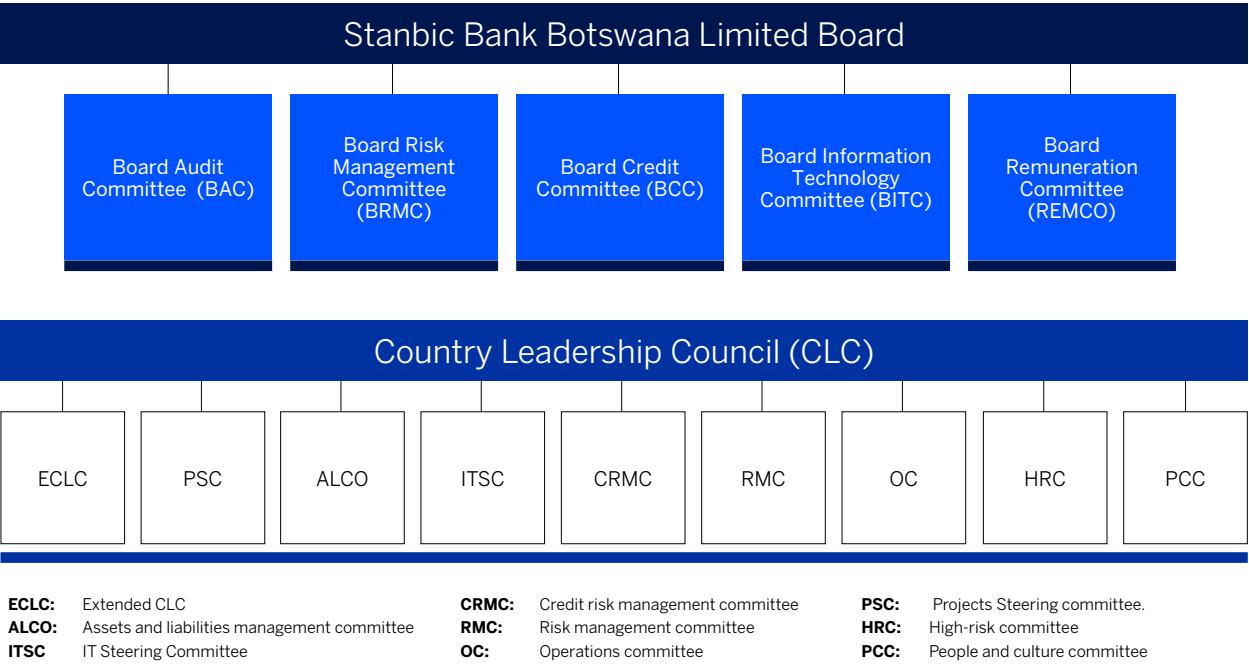 Stanbic Bank Botswana Limited Board
Board Audit
Committee (BAC)
Board Risk
Management
Committee
(BRMC)
Board Credit
Committee (BCC)
Board Information
Technology
Committee (BITC)
Board
Remuneration
Committee
(REMCO)
Country Leadership Council (CLC)
ECLC
PSC
ALCO
ITSC
CRMC
RMC
OC
HRC
PCC
ECLC: Extended CLC
ALCO: Assets and liabilities management committee
ITSC IT Steering Committee
CRMC: Credit risk management committee
RMC: Risk management committee
OC: Operations committee
PSC: Projects Steering committee.
HRC: High-risk committee
PCC: People and culture committee